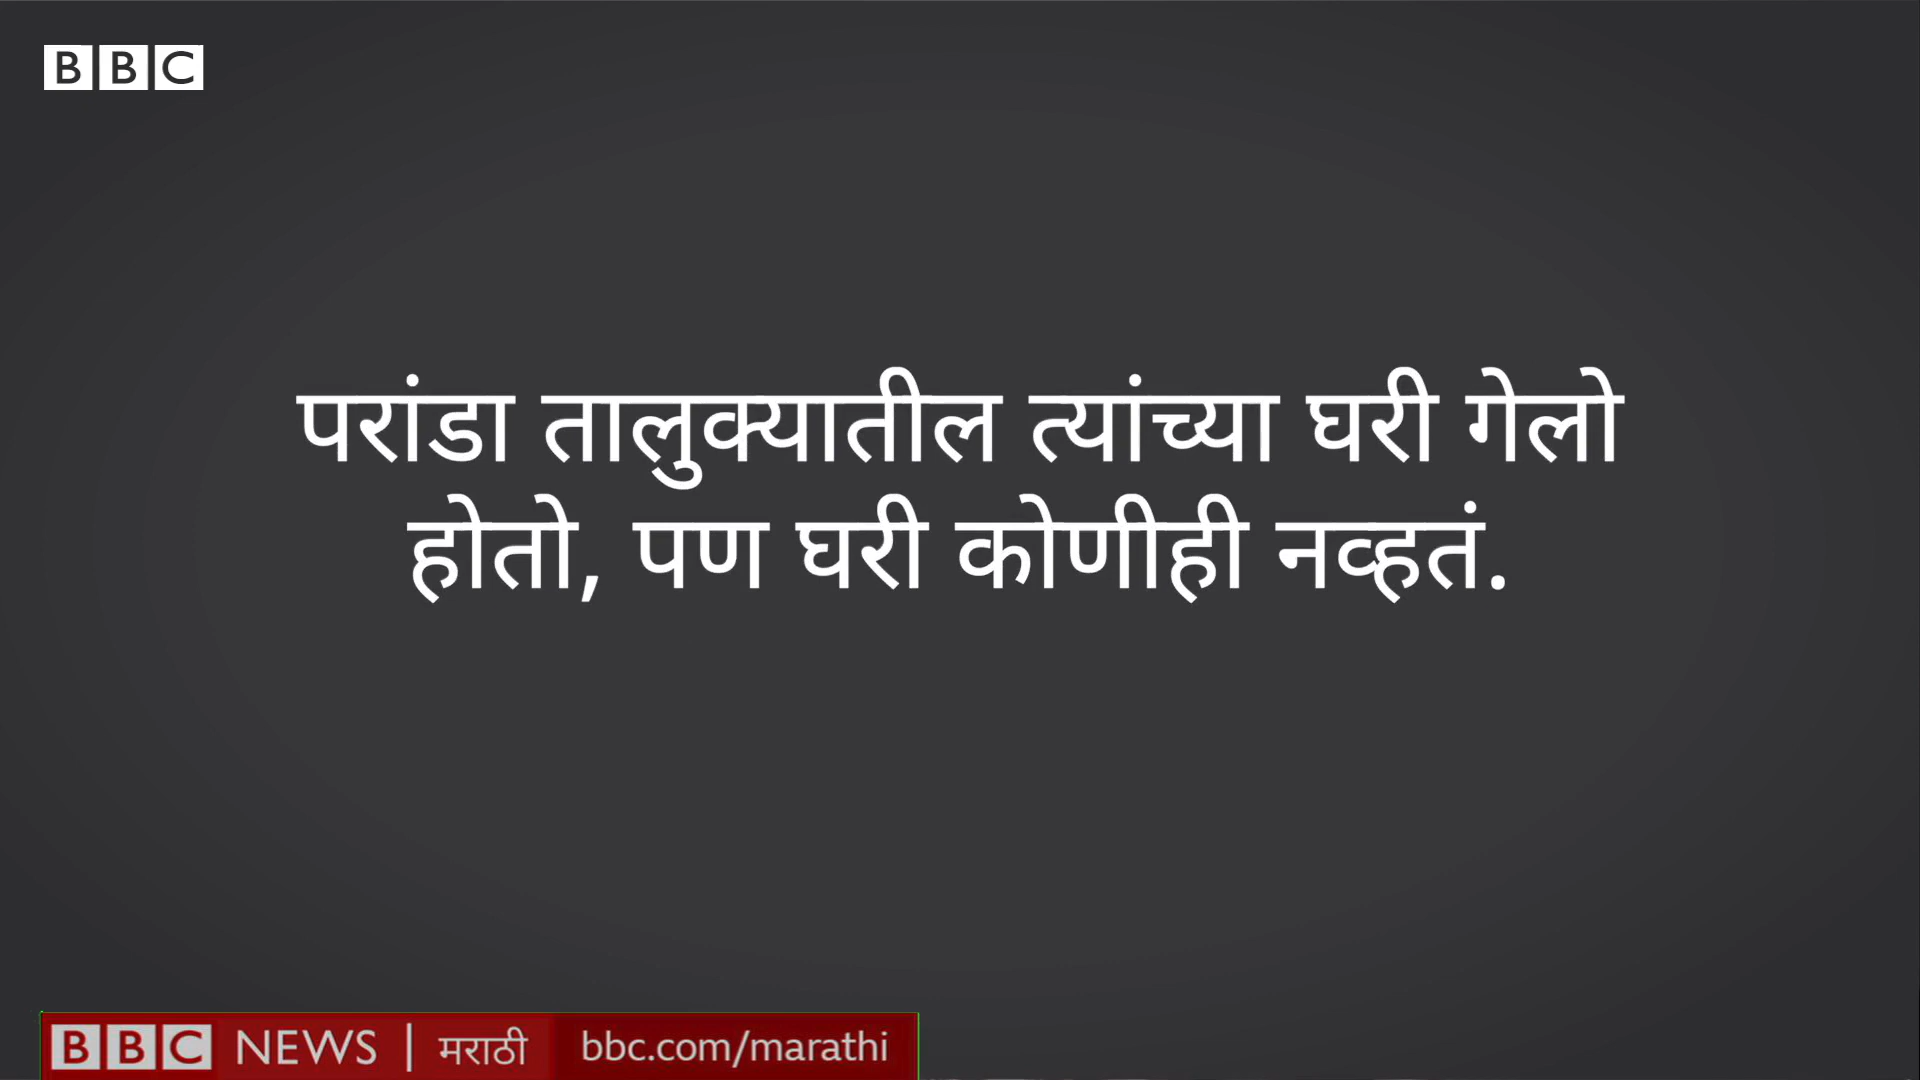 BBC
परांडा तालुक्यातील त्यांच्या घरी गेलो
होतो, पण घरी कोणीही नव्हतं.
BBC NEWS | मराठी bbc.com/marathi